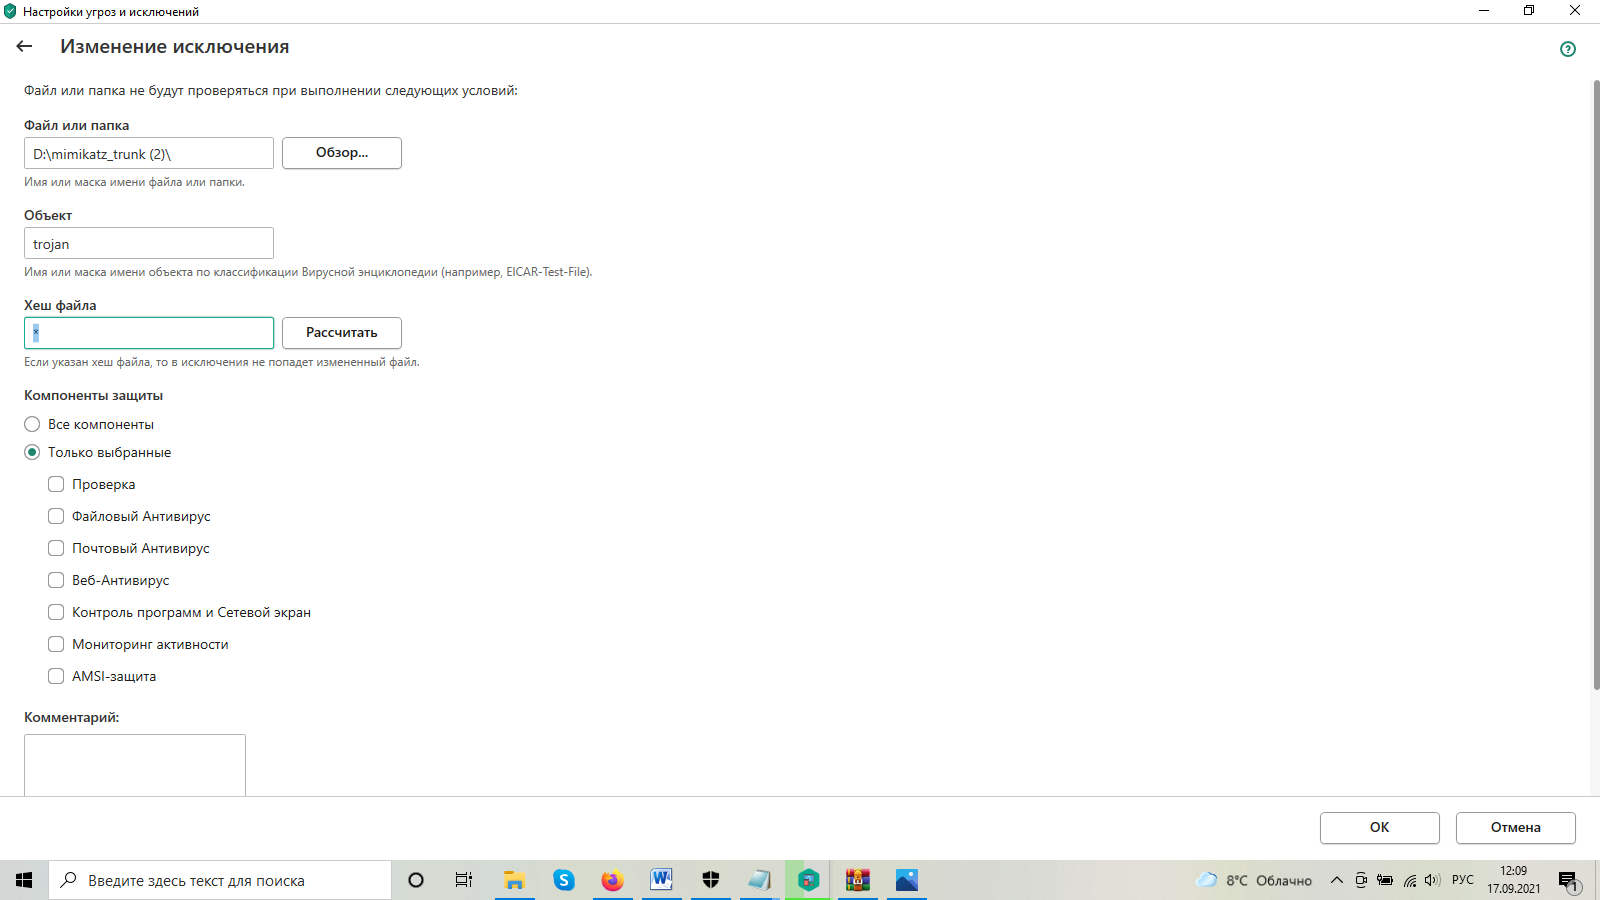 Настройки угроз и исключений
Изменение исключения
Файл или папка не будут проверяться при выполнении следующих условий:
Файл или папка
D:\mimikatz_trunk (2)\
Обзор...
Имя или маска имени файла или папки.
Объект
trojan
Имя или маска имени объекта по классификации Вирусной энциклопедии (например, EICAR-Test-File).
Хеш файла
*
Рассчитать
Если указан хеш файла, то в исключения не попадет измененный файл.
Компоненты защиты
Все компоненты
Только выбранные
Проверка
Файловый Антивирус
Почтовый Антивирус
Веб-Антивирус
Контроль программ и Сетевой экран
Мониторинг активности
AMSI-защита
Комментарий:
ОК
Отмена
Введите здесь текст для поиска
8°C Облачно
РУС
12:09
17.09.2021
1